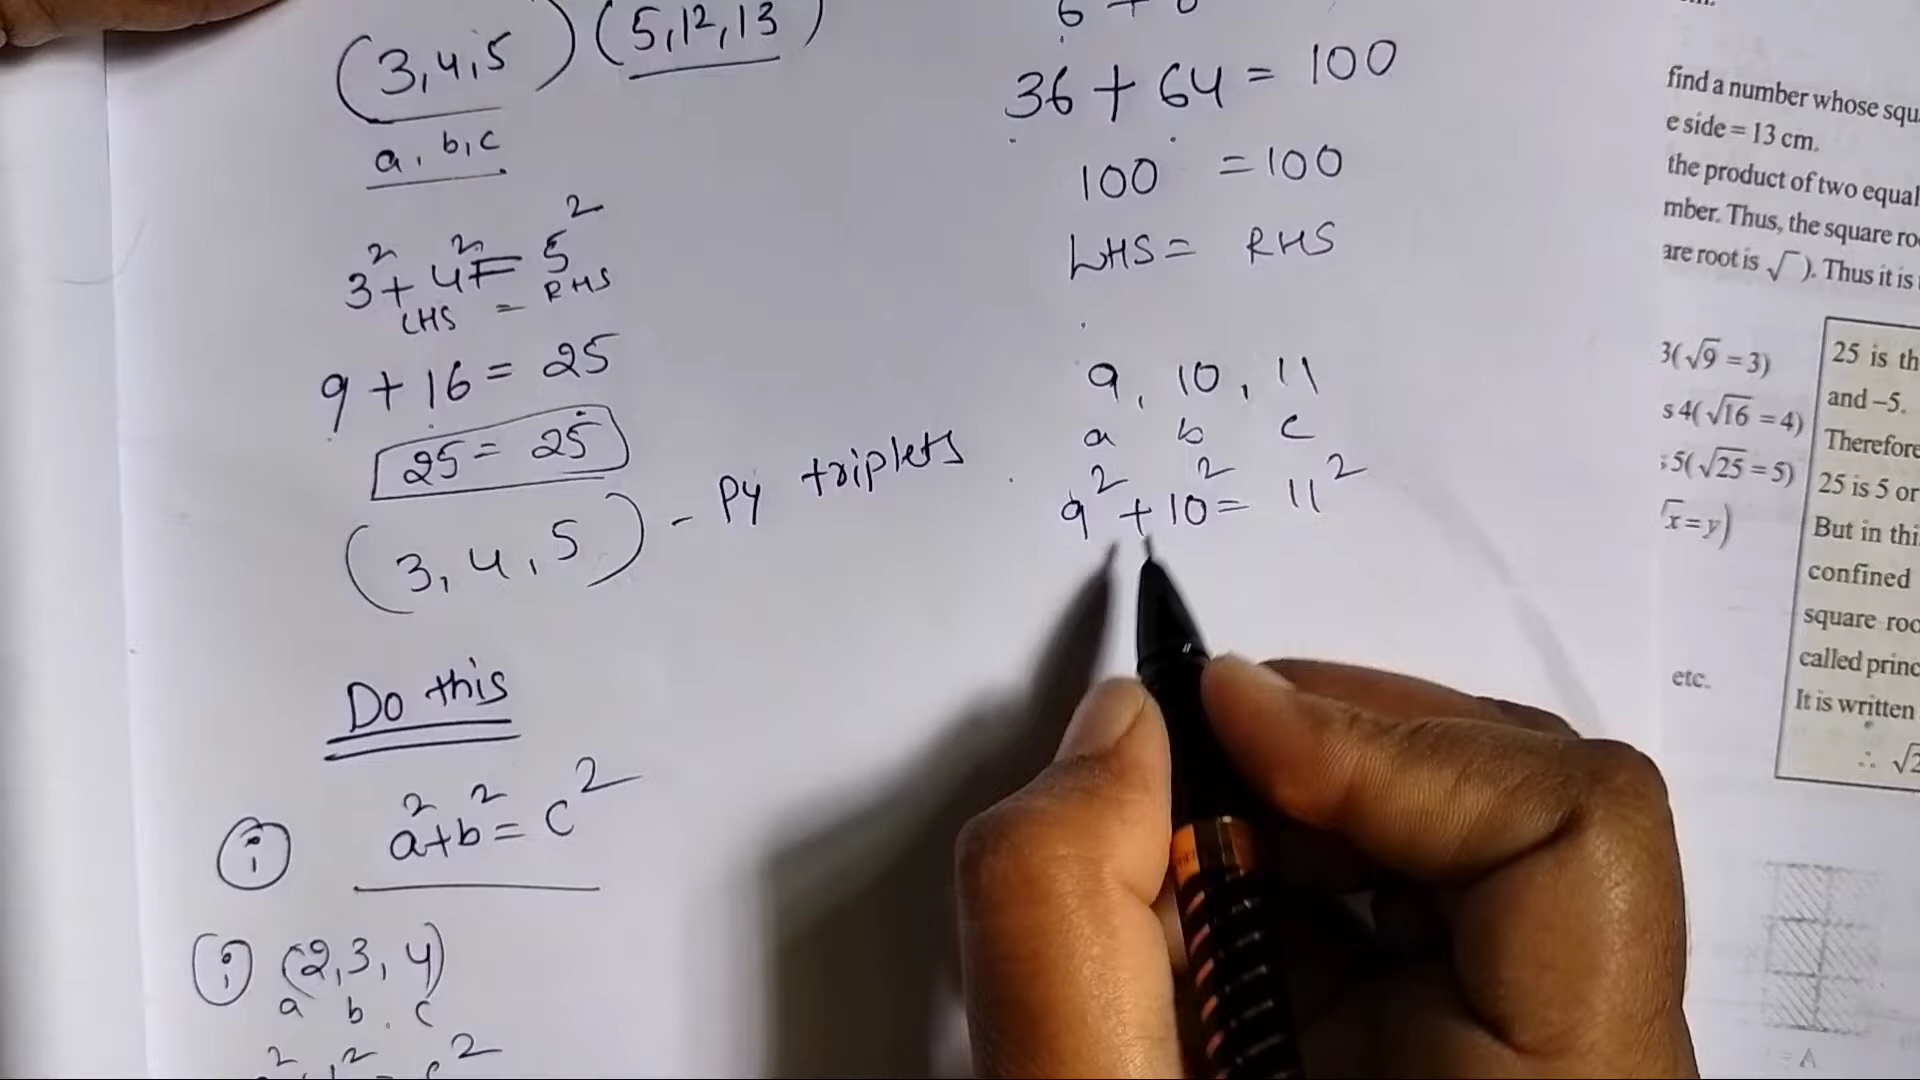 (3,4,5) (5,12,13)
a, b, c
3² + 4² = 5²
LHS = RHS
9 + 16 = 25
25 = 25
(3, 4, 5) - Py triplets
Do this
i a²+b² = c²
i (2,3,4)
a b c
36 + 64 = 100
100 = 100
LHS = RHS
9, 10, 11
a b c
9² + 10² = 11²
find a number whose squ
e side = 13 cm.
the product of two equal
mber. Thus, the square ro
are root is √ ). Thus it is
3(√9 = 3)
s 4(√16 = 4)
; 5(√25 = 5)
√x = y)
etc.
25 is th
and –5.
Therefore
25 is 5 or
But in thi
confined
square roo
called princ
It is written
∴ √2
= A